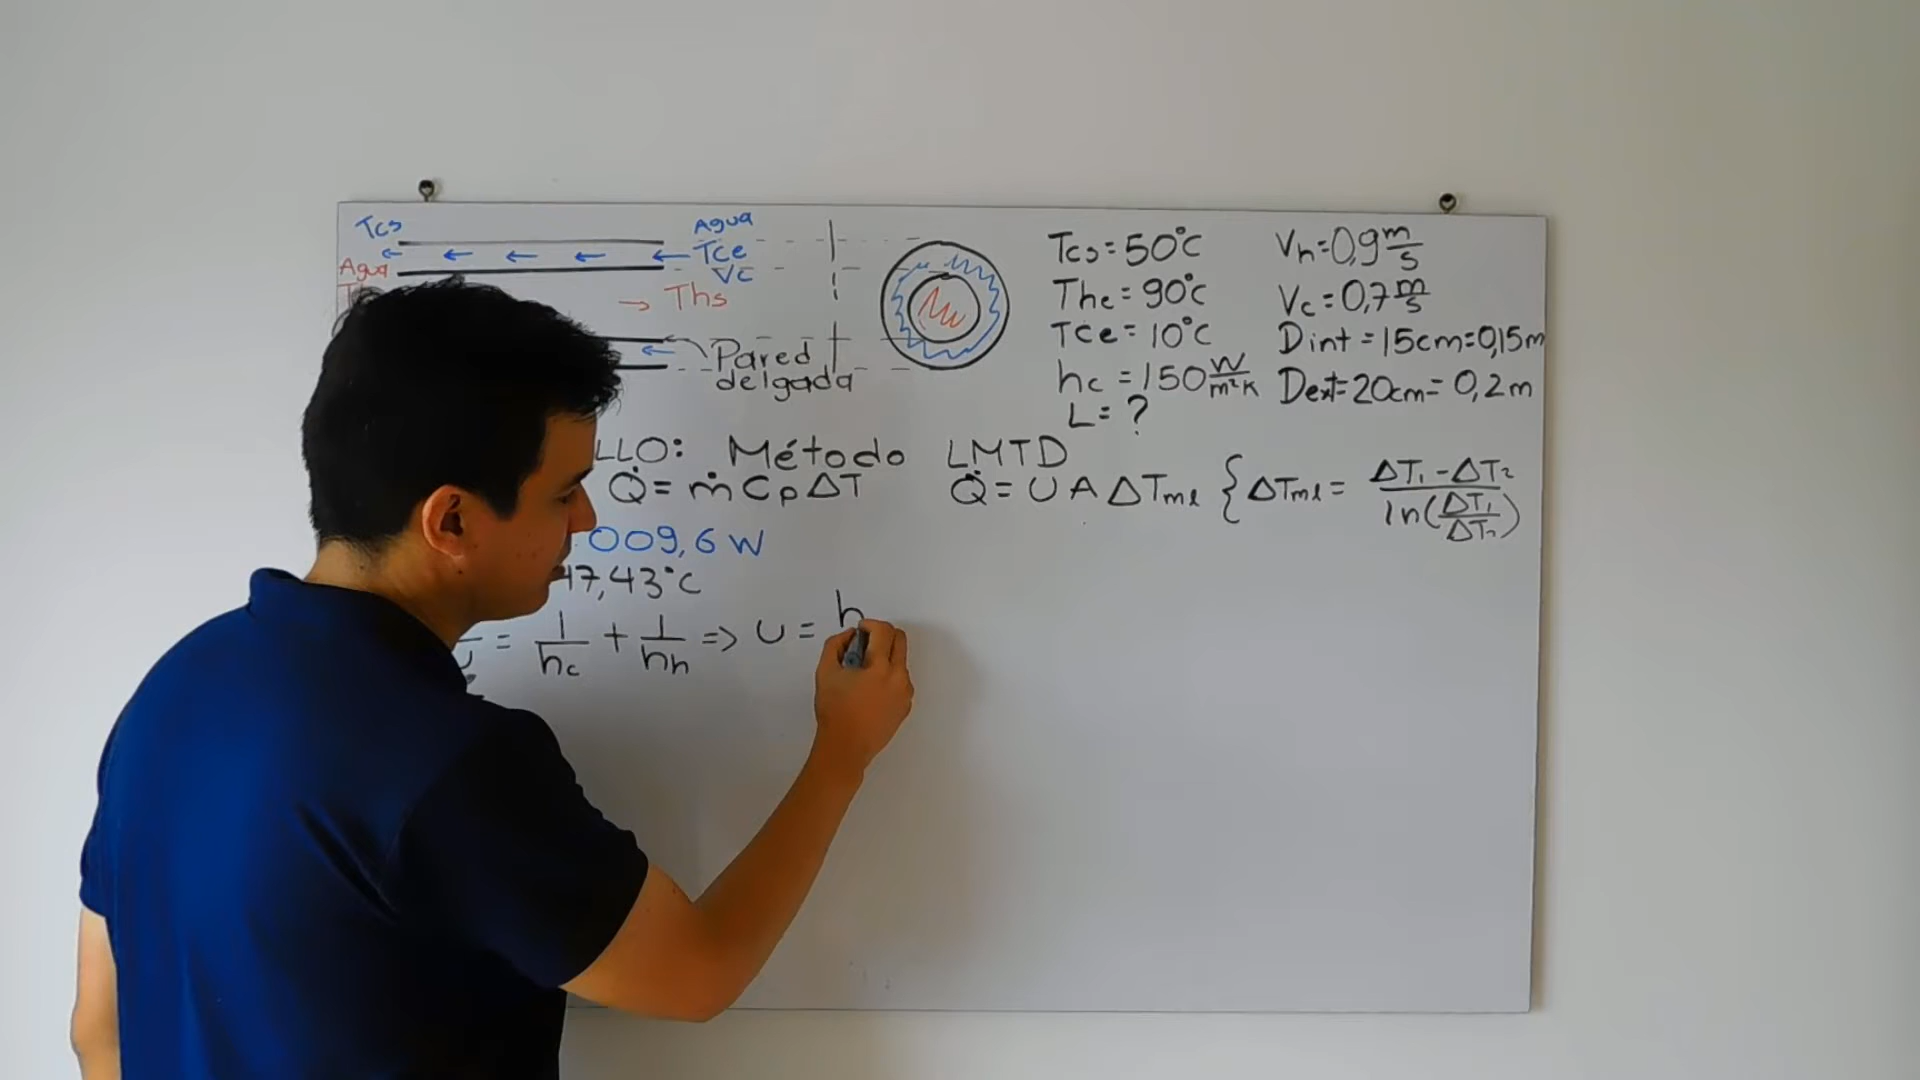 Tcs
Agua
Tce
Vc
Agua
Ths
Pared
delgada
Tcs = 50°C
The = 90°C
Tce = 10°C
hc = 150 W/m²K
L = ?
Vh = 0,9 m/s
Vc = 0,7 m/s
Dint = 15cm = 0,15m
Dext = 20cm = 0,2m
LLO: Método LMTD
Q̇ = ṁ Cp ΔT
Q̇ = U A ΔTml { ΔTml = (ΔT1 - ΔT2) / ln(ΔT1/ΔT2)
009,6 W
47,43°C
= 1/hc + 1/hh => U = h